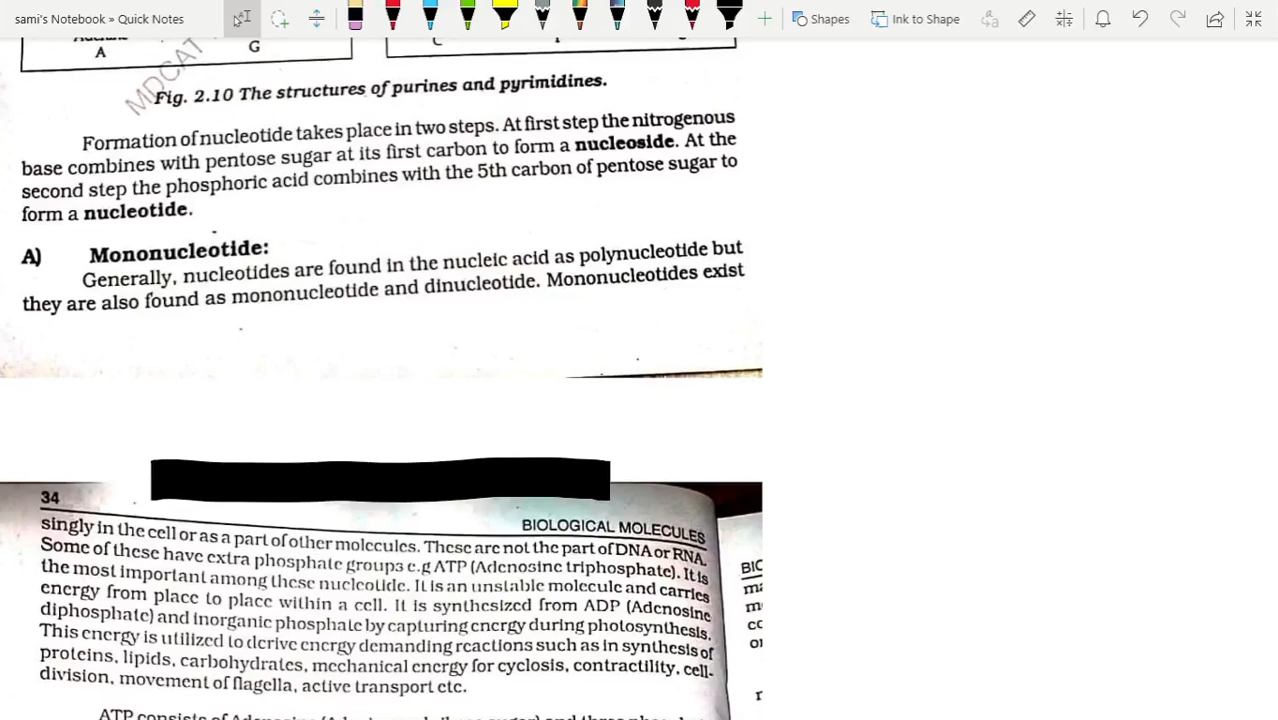 sami's Notebook » Quick Notes
Shapes
Ink to Shape
A
G
C
MDCAT
Fig. 2.10 The structures of purines and pyrimidines.
Formation of nucleotide takes place in two steps. At first step the nitrogenous
base combines with pentose sugar at its first carbon to form a nucleoside. At the
second step the phosphoric acid combines with the 5th carbon of pentose sugar to
form a nucleotide.
A) Mononucleotide:
Generally, nucleotides are found in the nucleic acid as polynucleotide but
they are also found as mononucleotide and dinucleotide. Mononucleotides exist
34
BIOLOGICAL MOLECULES
singly in the cell or as a part of other molecules. These are not the part of DNA or RNA.
Some of these have extra phosphate groups e.g ATP (Adenosine triphosphate). It is
the most important among these nucleotide. It is an unstable molecule and carries
energy from place to place within a cell. It is synthesized from ADP (Adenosine
diphosphate) and inorganic phosphate by capturing energy during photosynthesis.
This energy is utilized to derive energy demanding reactions such as in synthesis of
proteins, lipids, carbohydrates, mechanical energy for cyclosis, contractility, cell-
division, movement of flagella, active transport etc.
ATP consists of Adenosine
and three
BIO